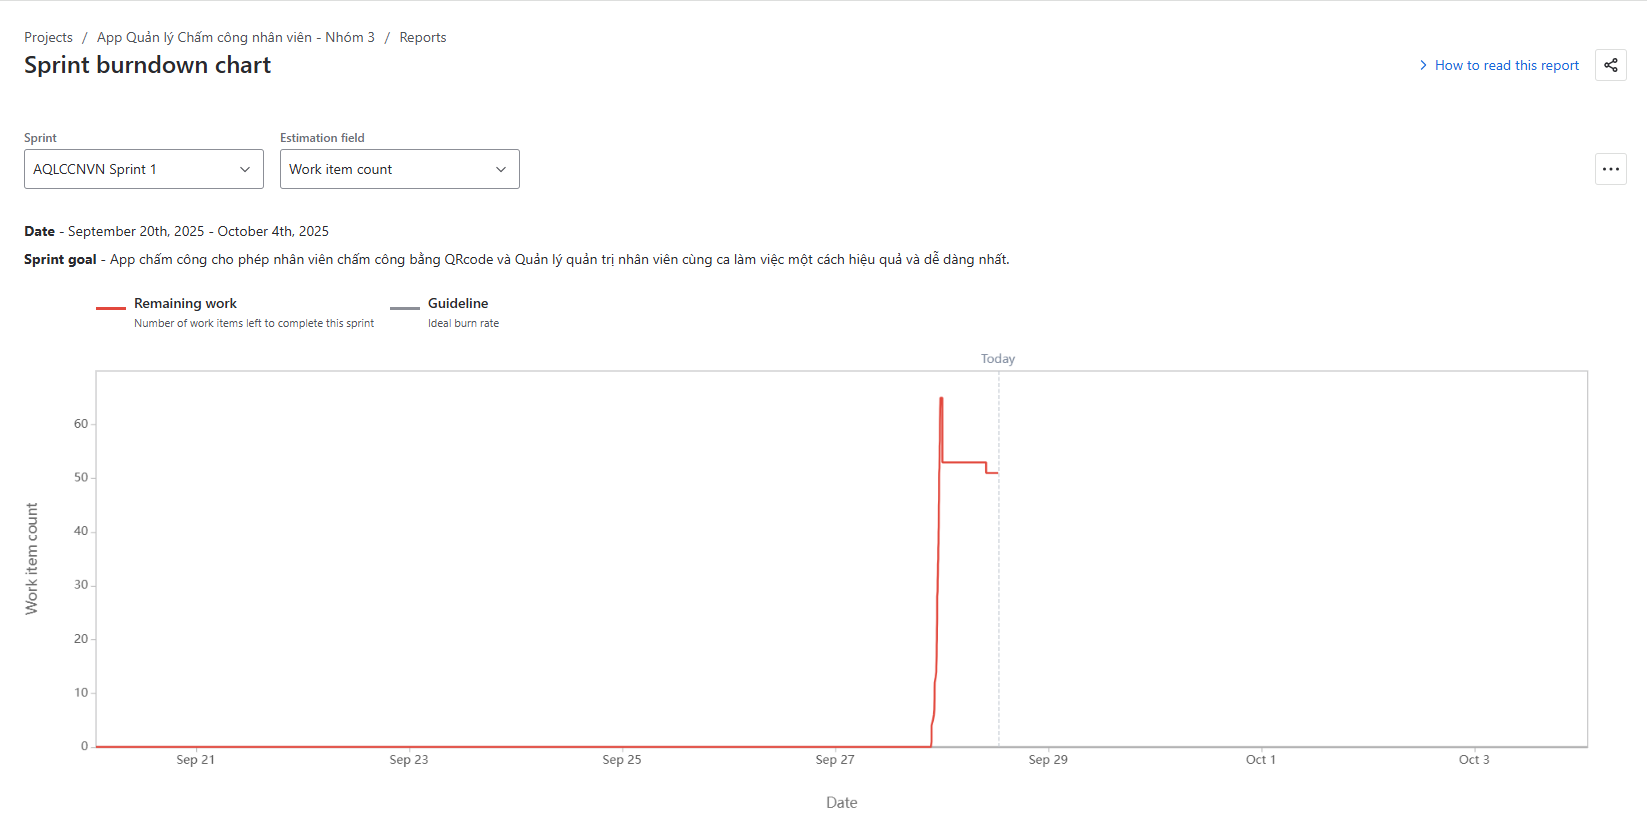 Projects / App Quản lý Chấm công nhân viên - Nhóm 3 / Reports
Sprint burndown chart
How to read this report
Sprint
Estimation field
AQLCCNVN Sprint 1
Work item count
Date - September 20th, 2025 - October 4th, 2025
Sprint goal - App chấm công cho phép nhân viên chấm công bằng QRcode và Quản lý quản trị nhân viên cùng ca làm việc một cách hiệu quả và dễ dàng nhất.
Remaining work
Number of work items left to complete this sprint
Guideline
Ideal burn rate
Today
60
50
40
30
20
10
0
Work item count
Sep 21
Sep 23
Sep 25
Sep 27
Sep 29
Oct 1
Oct 3
Date